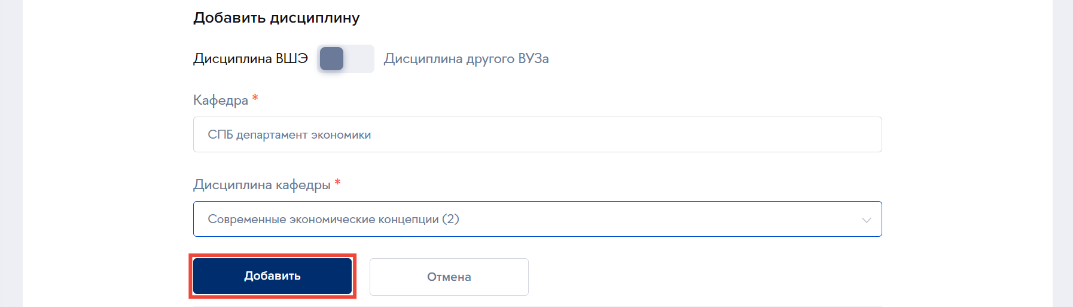 Добавить дисциплину
Дисциплина ВШЭ Дисциплина другого ВУЗа
Кафедра *
СПБ департамент экономики
Дисциплина кафедры *
Современные экономические концепции (2)
Добавить Отмена